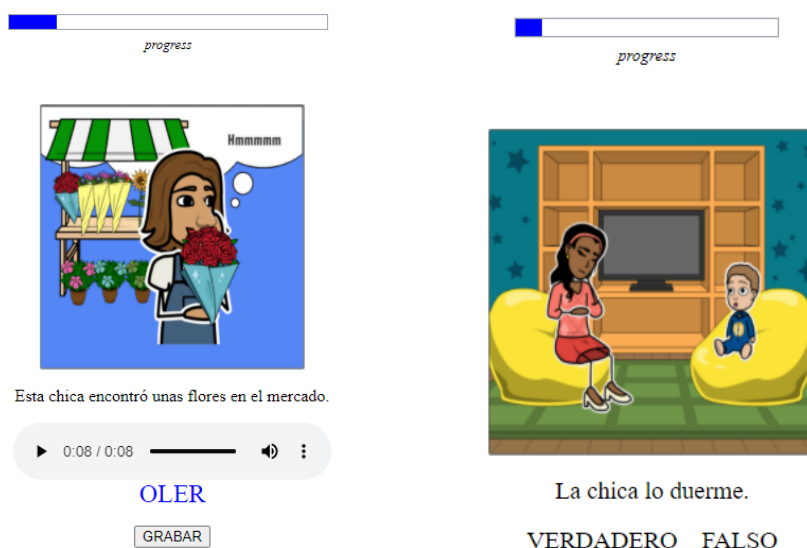 progress
Hmmmmm
Esta chica encontró unas flores en el mercado.
0:08 / 0:08
OLER
GRABAR
progress
La chica lo duerme.
VERDADERO FALSO